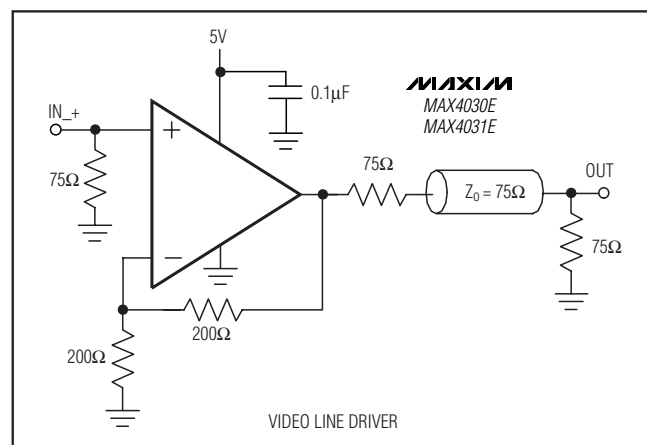 5V
0.1µF
MAXIM
MAX4030E
MAX4031E
IN_+
75Ω
+
75Ω
Z0 = 75Ω
OUT
75Ω
−
200Ω
200Ω
VIDEO LINE DRIVER